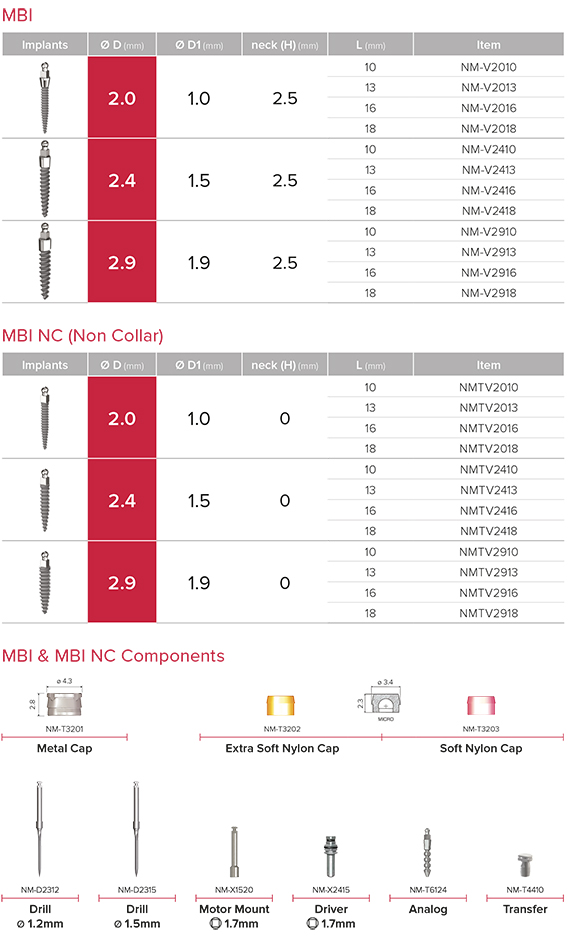 MBI
Implants Ø D (mm) Ø D1 (mm) neck (H) (mm) L (mm) Item
2.0 1.0 2.5
10 NM-V2010
13 NM-V2013
16 NM-V2016
18 NM-V2018
2.4 1.5 2.5
10 NM-V2410
13 NM-V2413
16 NM-V2416
18 NM-V2418
2.9 1.9 2.5
10 NM-V2910
13 NM-V2913
16 NM-V2916
18 NM-V2918
MBI NC (Non Collar)
Implants Ø D (mm) Ø D1 (mm) neck (H) (mm) L (mm) Item
2.0 1.0 0
10 NMTV2010
13 NMTV2013
16 NMTV2016
18 NMTV2018
2.4 1.5 0
10 NMTV2410
13 NMTV2413
16 NMTV2416
18 NMTV2418
2.9 1.9 0
10 NMTV2910
13 NMTV2913
16 NMTV2916
18 NMTV2918
MBI & MBI NC Components
ø 4.3 ø 3.4
2.8 2.3
MICRO
NM-T3201 NM-T3202 NM-T3203
Metal Cap Extra Soft Nylon Cap Soft Nylon Cap
NM-D2312 NM-D2315 NM-X1520 NM-X2415 NM-T6124 NM-T4410
Drill Drill Motor Mount Driver Analog Transfer
ø 1.2mm ø 1.5mm 1.7mm 1.7mm